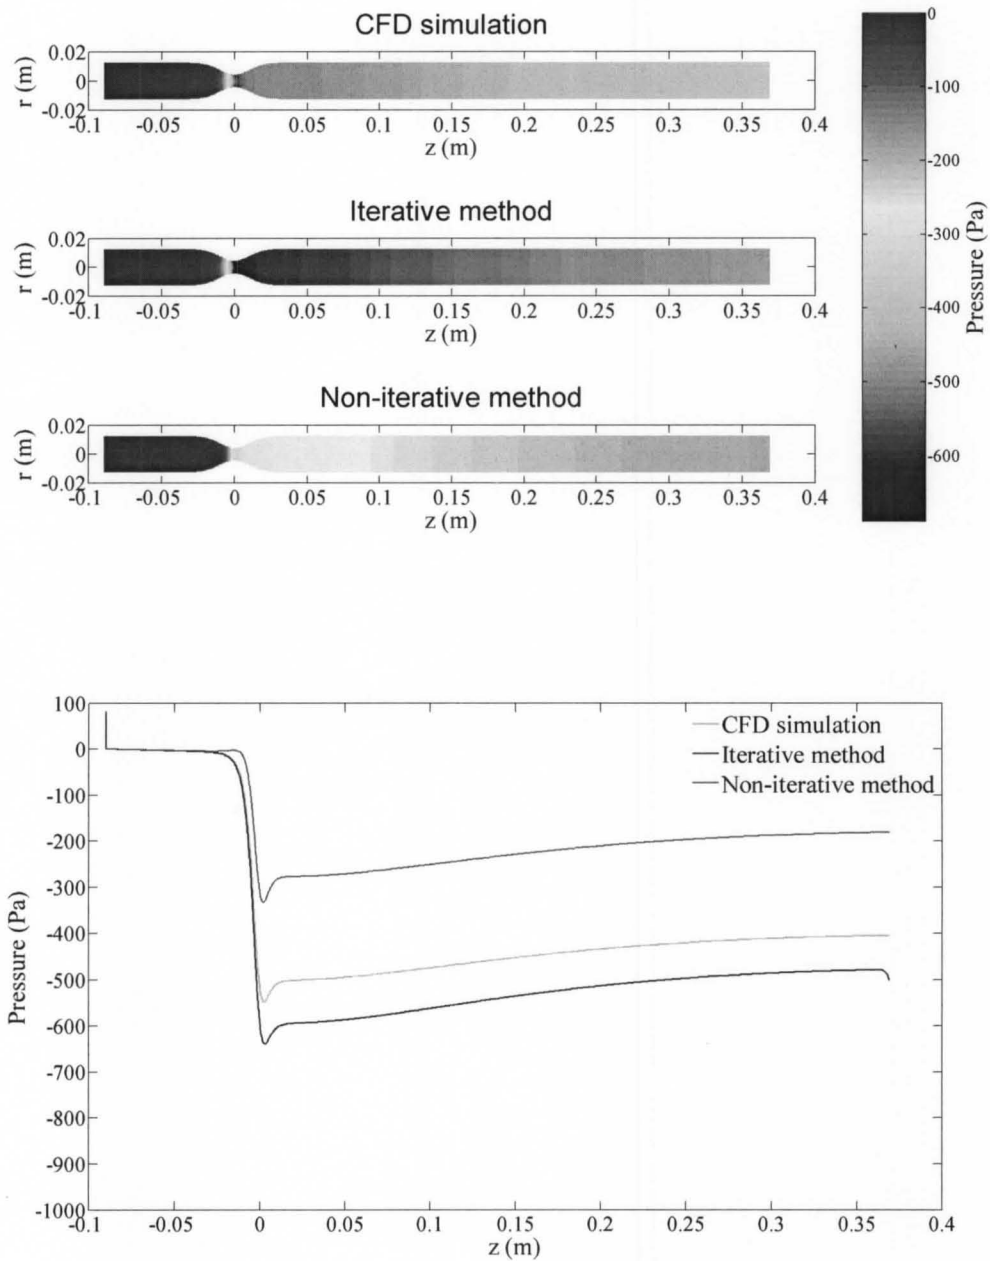 CFD simulation
0.02
0
-0.02
r (m)
-0.1 -0.05 0 0.05 0.1 0.15 0.2 0.25 0.3 0.35 0.4
z (m)
Iterative method
0.02
0
-0.02
r (m)
-0.1 -0.05 0 0.05 0.1 0.15 0.2 0.25 0.3 0.35 0.4
z (m)
Non-iterative method
0.02
0
-0.02
r (m)
-0.1 -0.05 0 0.05 0.1 0.15 0.2 0.25 0.3 0.35 0.4
z (m)
0
-100
-200
-300
-400
-500
-600
Pressure (Pa)
100
0
-100
-200
-300
-400
-500
-600
-700
-800
-900
-1000
Pressure (Pa)
CFD simulation
Iterative method
Non-iterative method
-0.1 -0.05 0 0.05 0.1 0.15 0.2 0.25 0.3 0.35 0.4
z (m)